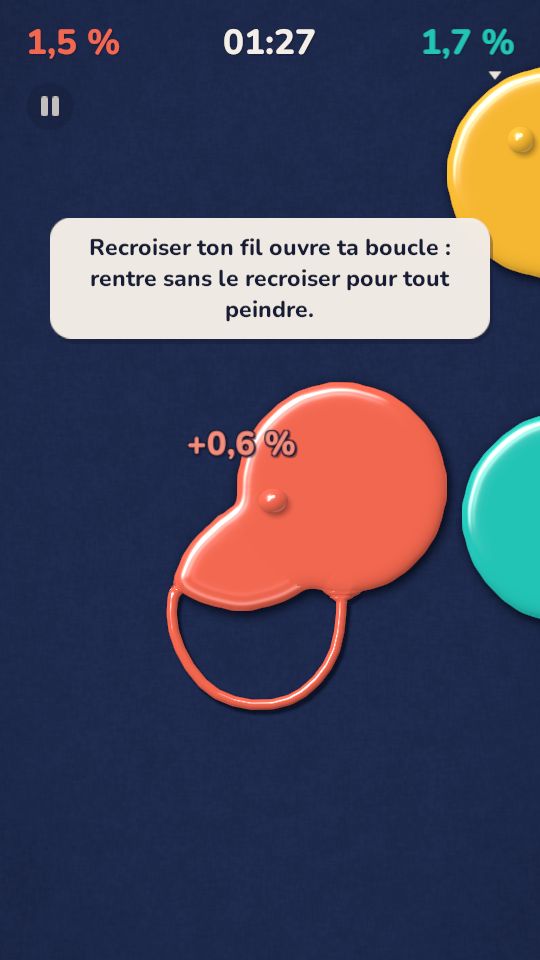 1,5 %
01:27
1,7 %
Recroiser ton fil ouvre ta boucle :
rentre sans le recroiser pour tout
peindre.
+0,6 %